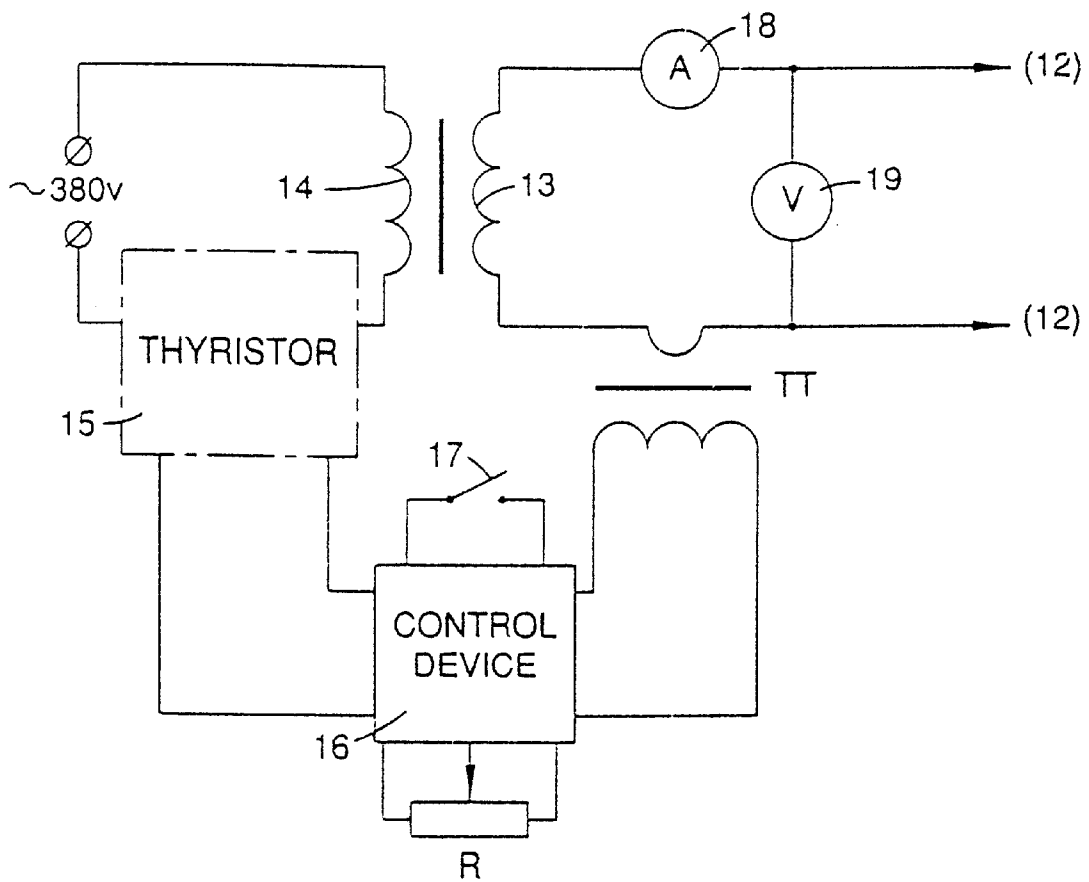 18
A
(12)
~380v
14
13
V
19
(12)
THYRISTOR
TT
15
17
CONTROL
DEVICE
16
R